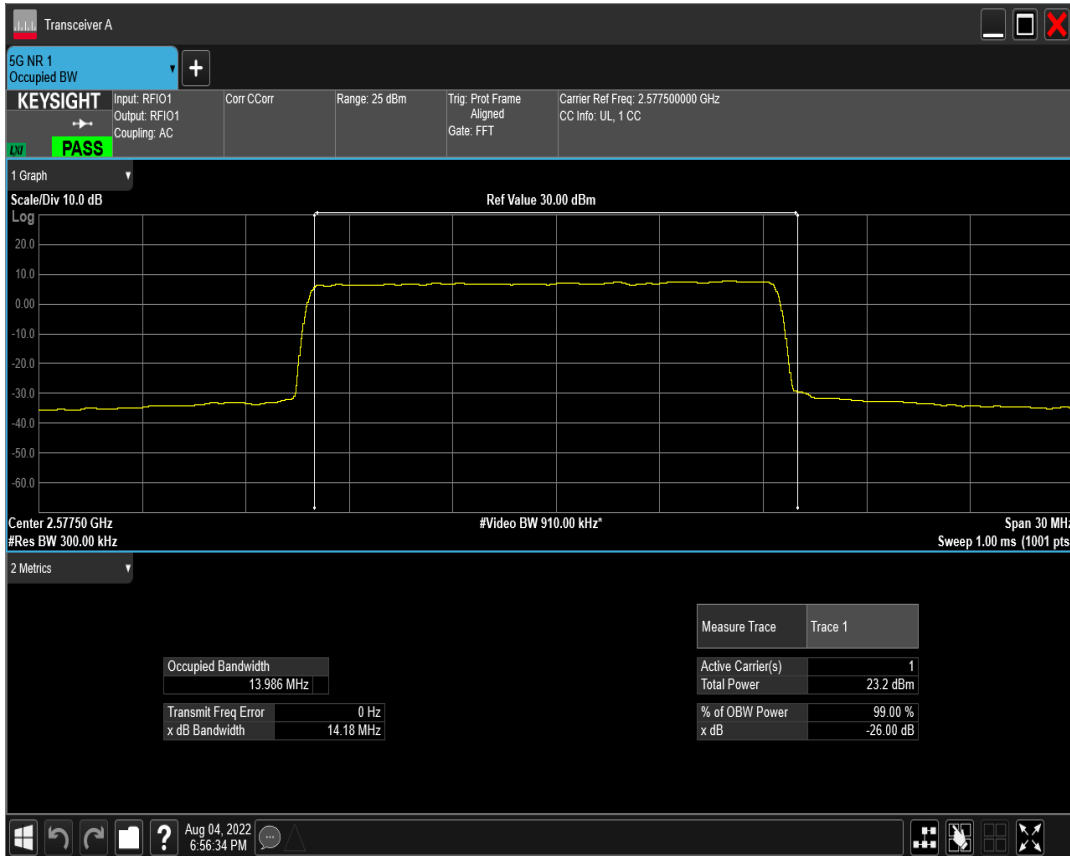 Transceiver A
5G NR 1
Occupied BW
KEYSIGHT
LXI
PASS
Input: RFIO1
Output: RFIO1
Coupling: AC
Corr CCorr
Range: 25 dBm
Trig: Prot Frame
Aligned
Gate: FFT
Carrier Ref Freq: 2.577500000 GHz
CC Info: UL, 1 CC
1 Graph
Scale/Div 10.0 dB
Ref Value 30.00 dBm
Log
20.0
10.0
0.00
-10.0
-20.0
-30.0
-40.0
-50.0
-60.0
Center 2.57750 GHz
#Video BW 910.00 kHz*
Span 30 MHz
#Res BW 300.00 kHz
Sweep 1.00 ms (1001 pts
2 Metrics
Measure Trace Trace 1
Occupied Bandwidth
13.986 MHz
Active Carrier(s) 1
Total Power 23.2 dBm
Transmit Freq Error 0 Hz
x dB Bandwidth 14.18 MHz
% of OBW Power 99.00 %
x dB -26.00 dB
?
Aug 04, 2022
6:56:34 PM